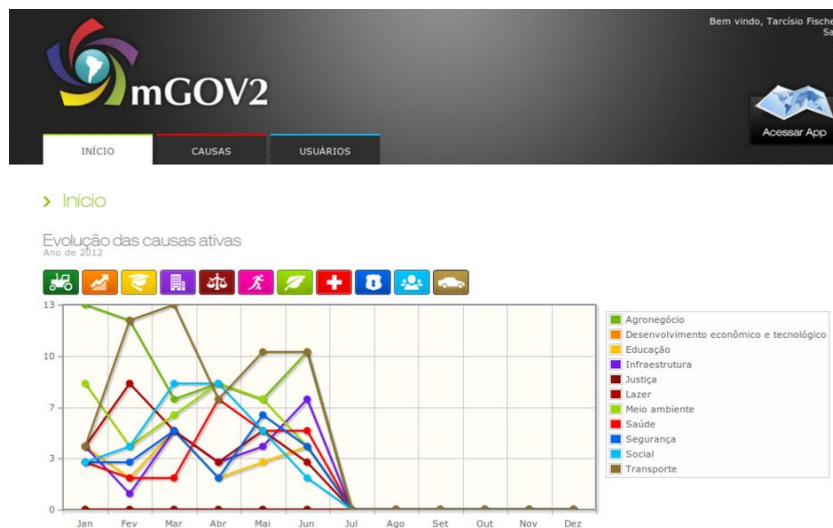 Bem vindo, Tarcísio Fische
Sa
mGOV2
Acessar App
INÍCIO
CAUSAS
USUÁRIOS
> Início
Evolução das causas ativas
Ano de 2012
13
10
7
3
0
Jan
Fev
Mar
Abr
Mai
Jun
Jul
Ago
Set
Out
Nov
Dez
Agronegócio
Desenvolvimento econômico e tecnológico
Educação
Infraestrutura
Justiça
Lazer
Meio ambiente
Saúde
Segurança
Social
Transporte